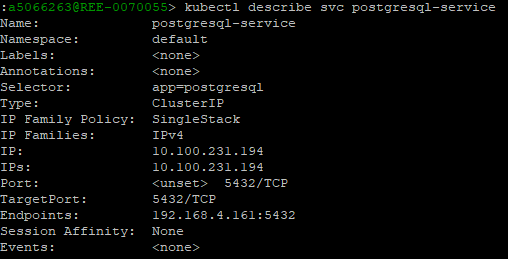 :a5066263@REE-0070055> kubectl describe svc postgresql-service
Name:              postgresql-service
Namespace:         default
Labels:            <none>
Annotations:       <none>
Selector:          app=postgresql
Type:              ClusterIP
IP Family Policy:  SingleStack
IP Families:       IPv4
IP:                10.100.231.194
IPs:               10.100.231.194
Port:              <unset>  5432/TCP
TargetPort:        5432/TCP
Endpoints:         192.168.4.161:5432
Session Affinity:  None
Events:            <none>